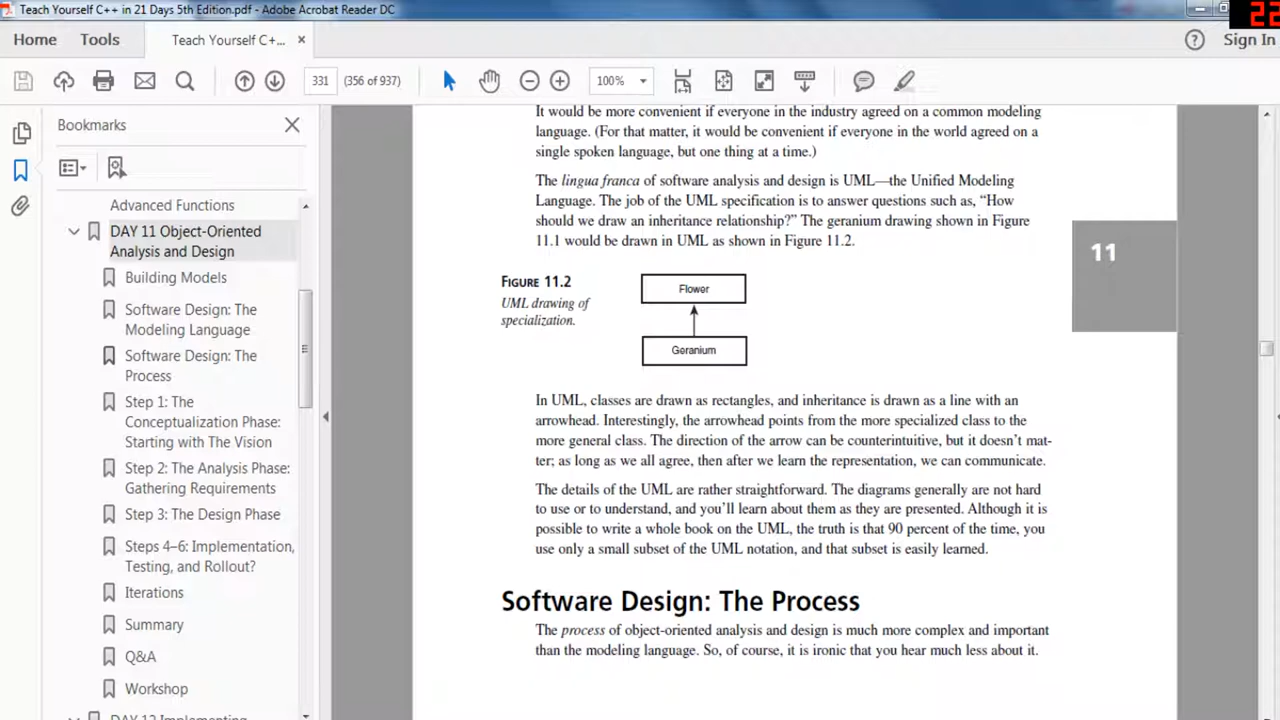 Teach Yourself C++ in 21 Days 5th Edition.pdf - Adobe Acrobat Reader DC
22
Home
Tools
Teach Yourself C+...
Sign In
331
(356 of 937)
100%
Bookmarks
Advanced Functions
DAY 11 Object-Oriented
Analysis and Design
Building Models
Software Design: The
Modeling Language
Software Design: The
Process
Step 1: The
Conceptualization Phase:
Starting with The Vision
Step 2: The Analysis Phase:
Gathering Requirements
Step 3: The Design Phase
Steps 4–6: Implementation,
Testing, and Rollout?
Iterations
Summary
Q&A
Workshop
DAY 12 Implementing
It would be more convenient if everyone in the industry agreed on a common modeling
language. (For that matter, it would be convenient if everyone in the world agreed on a
single spoken language, but one thing at a time.)
The lingua franca of software analysis and design is UML—the Unified Modeling
Language. The job of the UML specification is to answer questions such as, “How
should we draw an inheritance relationship?” The geranium drawing shown in Figure
11.1 would be drawn in UML as shown in Figure 11.2.
11
FIGURE 11.2
UML drawing of
specialization.
Flower
Geranium
In UML, classes are drawn as rectangles, and inheritance is drawn as a line with an
arrowhead. Interestingly, the arrowhead points from the more specialized class to the
more general class. The direction of the arrow can be counterintuitive, but it doesn’t mat-
ter; as long as we all agree, then after we learn the representation, we can communicate.
The details of the UML are rather straightforward. The diagrams generally are not hard
to use or to understand, and you’ll learn about them as they are presented. Although it is
possible to write a whole book on the UML, the truth is that 90 percent of the time, you
use only a small subset of the UML notation, and that subset is easily learned.
Software Design: The Process
The process of object-oriented analysis and design is much more complex and important
than the modeling language. So, of course, it is ironic that you hear much less about it.